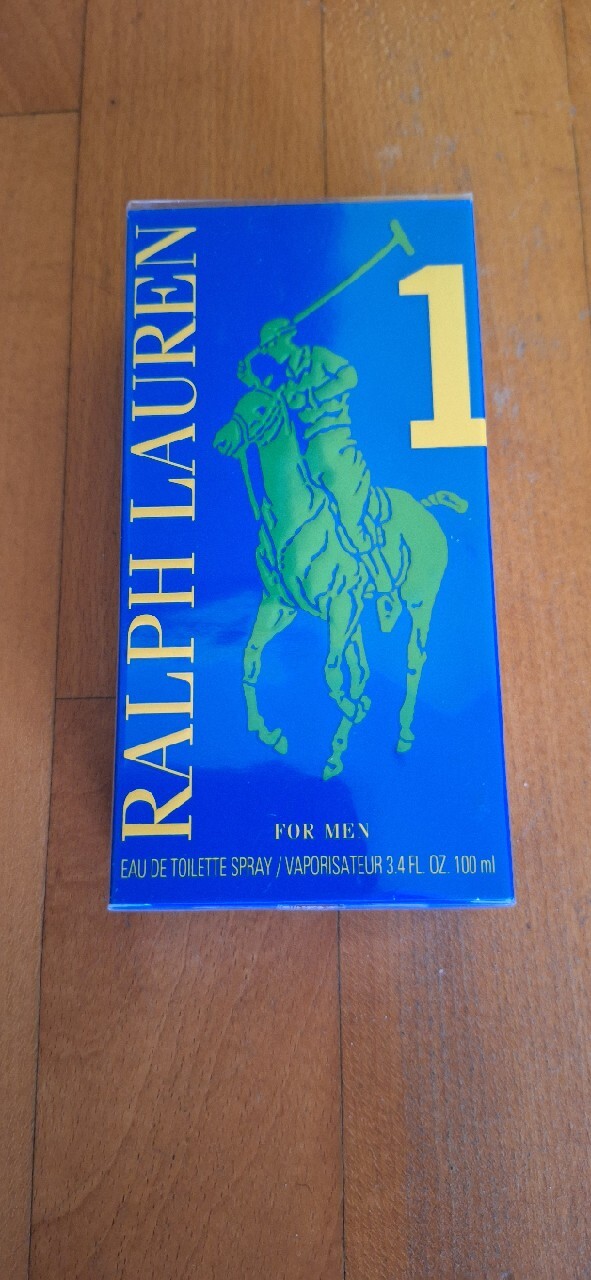 RALPH LAUREN
1
FOR MEN
EAU DE TOILETTE SPRAY / VAPORISATEUR 3.4 FL. OZ. 100 ml